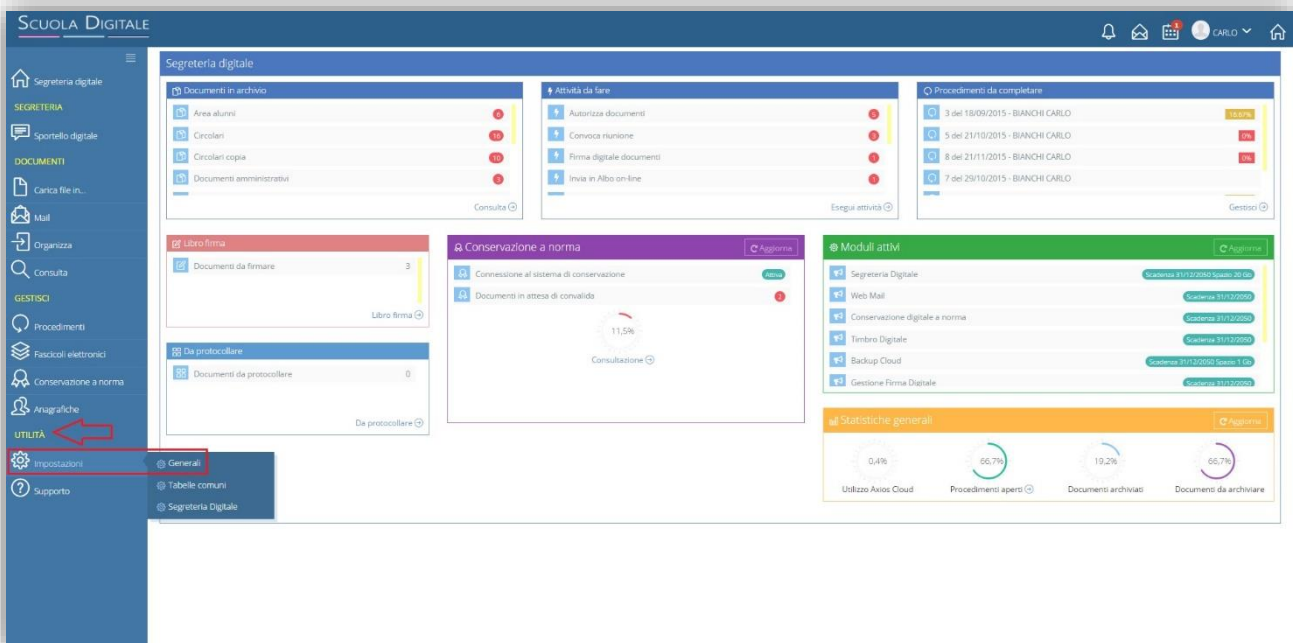 SCUOLA DIGITALE
1
CARLO
Segreteria digitale
SEGRETERIA
Sportello digitale
DOCUMENTI
Carica file in...
Mail
Organizza
Consulta
GESTISCI
Procedimenti
Fascicoli elettronici
Conservazione a norma
Anagrafiche
UTILITÀ
Impostazioni
Supporto
Generali
Tabelle comuni
Segreteria Digitale
Segreteria digitale
Documenti in archivio
Area alunni 6
Circolari 16
Circolari copia 10
Documenti amministrativi 3
Consulta
Attività da fare
Autorizza documenti 5
Convoca riunione 3
Firma digitale documenti 1
Invia in Albo on-line 1
Esegui attività
Procedimenti da completare
3 del 18/09/2015 - BIANCHI CARLO 16.67%
5 del 21/10/2015 - BIANCHI CARLO 0%
8 del 21/11/2015 - BIANCHI CARLO 0%
7 del 29/10/2015 - BIANCHI CARLO
Gestisci
Libro firma
Documenti da firmare 3
Libro firma
Da protocollare
Documenti da protocollare 0
Da protocollare
Conservazione a norma Aggiorna
Connessione al sistema di conservazione Attiva
Documenti in attesa di convalida 2
11,5%
Consultazione
Moduli attivi Aggiorna
Segreteria Digitale Scadenza 31/12/2050 Spazio 20 Gb
Web Mail Scadenza 31/12/2050
Conservazione digitale a norma Scadenza 31/12/2050
Timbro Digitale Scadenza 31/12/2050
Backup Cloud Scadenza 31/12/2050 Spazio 1 Gb
Gestione Firma Digitale Scadenza 31/12/2050
Statistiche generali Aggiorna
0,4% 66,7% 19,2% 66,7%
Utilizzo Axios Cloud Procedimenti aperti Documenti archiviati Documenti da archiviare